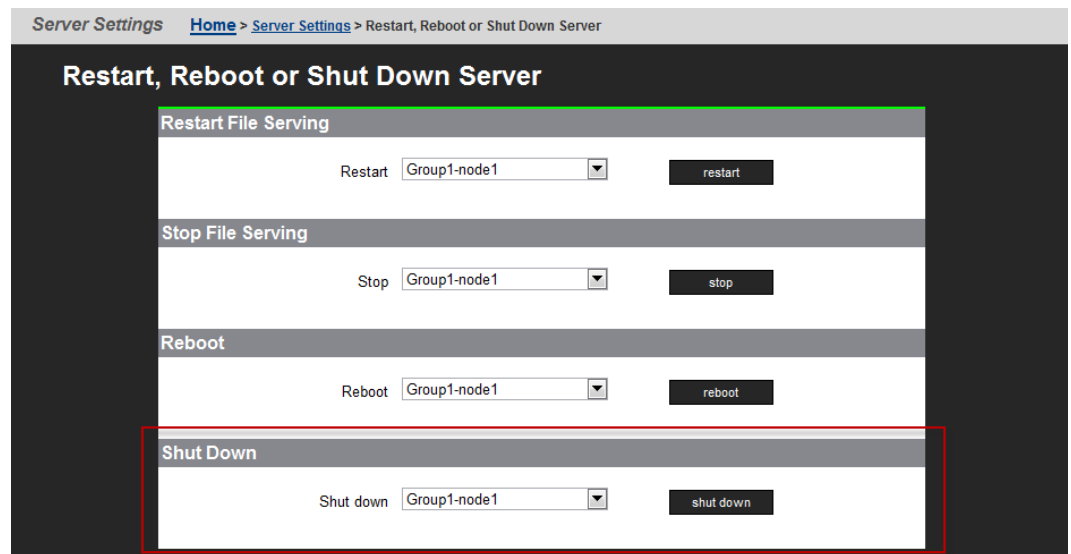 Server Settings Home > Server Settings > Restart, Reboot or Shut Down Server
Restart, Reboot or Shut Down Server
Restart File Serving
Restart Group1-node1 restart
Stop File Serving
Stop Group1-node1 stop
Reboot
Reboot Group1-node1 reboot
Shut Down
Shut down Group1-node1 shut down